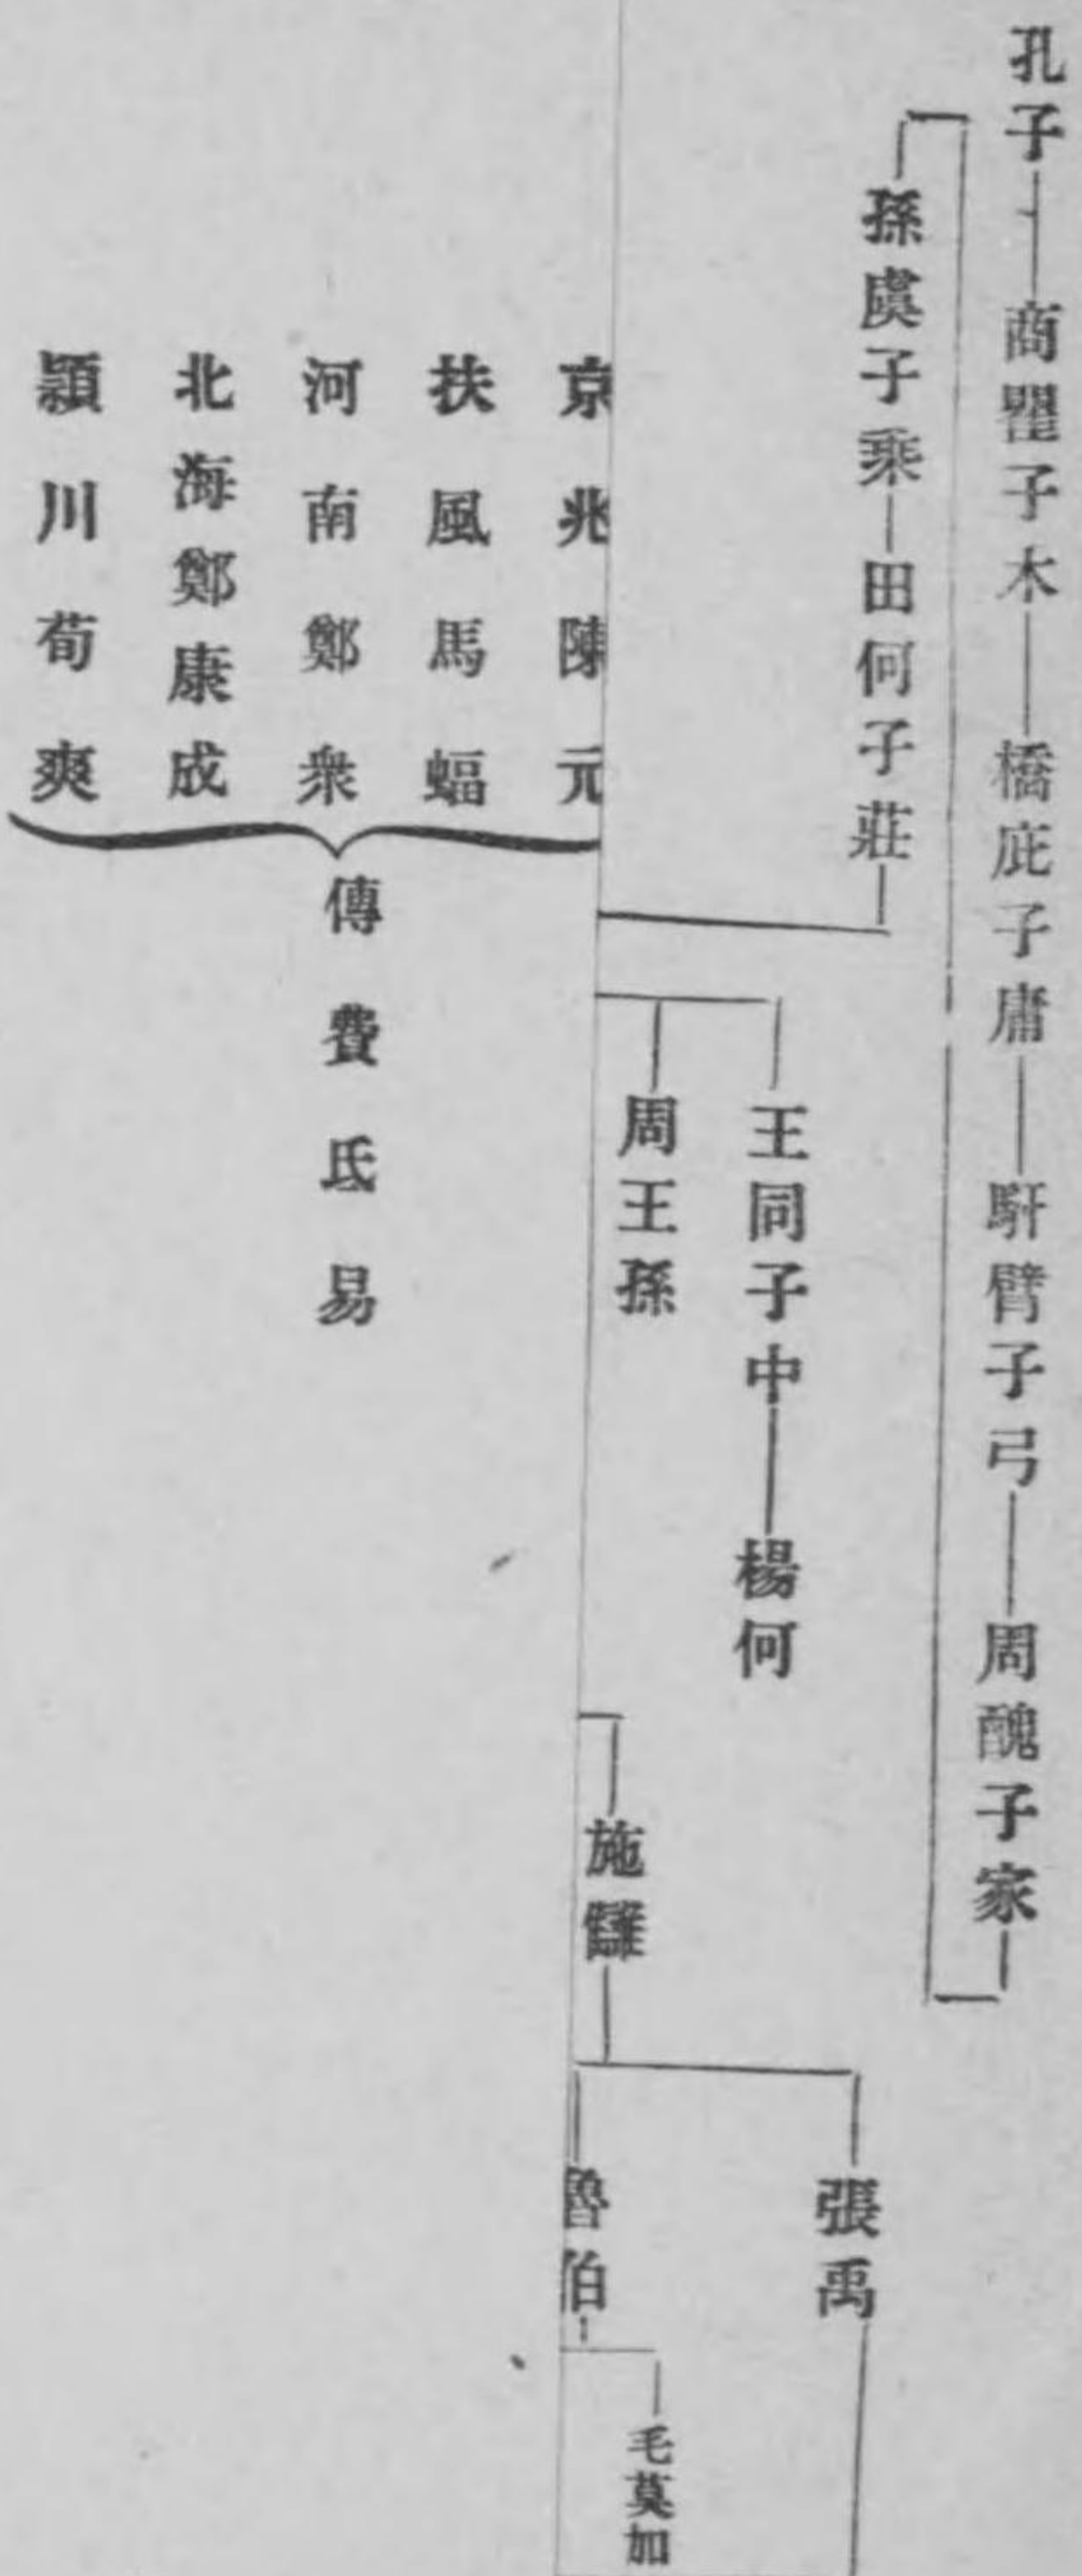 孔子——商瞿子木——橋庇子庸——馯臂子弓——周醜子家
孫虞子乘—田何子莊
王同子中——楊何
周王孫
施讎
張禹
魯伯
毛莫如
京兆陳元
扶風馬蝠
河南鄭衆
北海鄭康成
頴川荀爽
傳費氏易